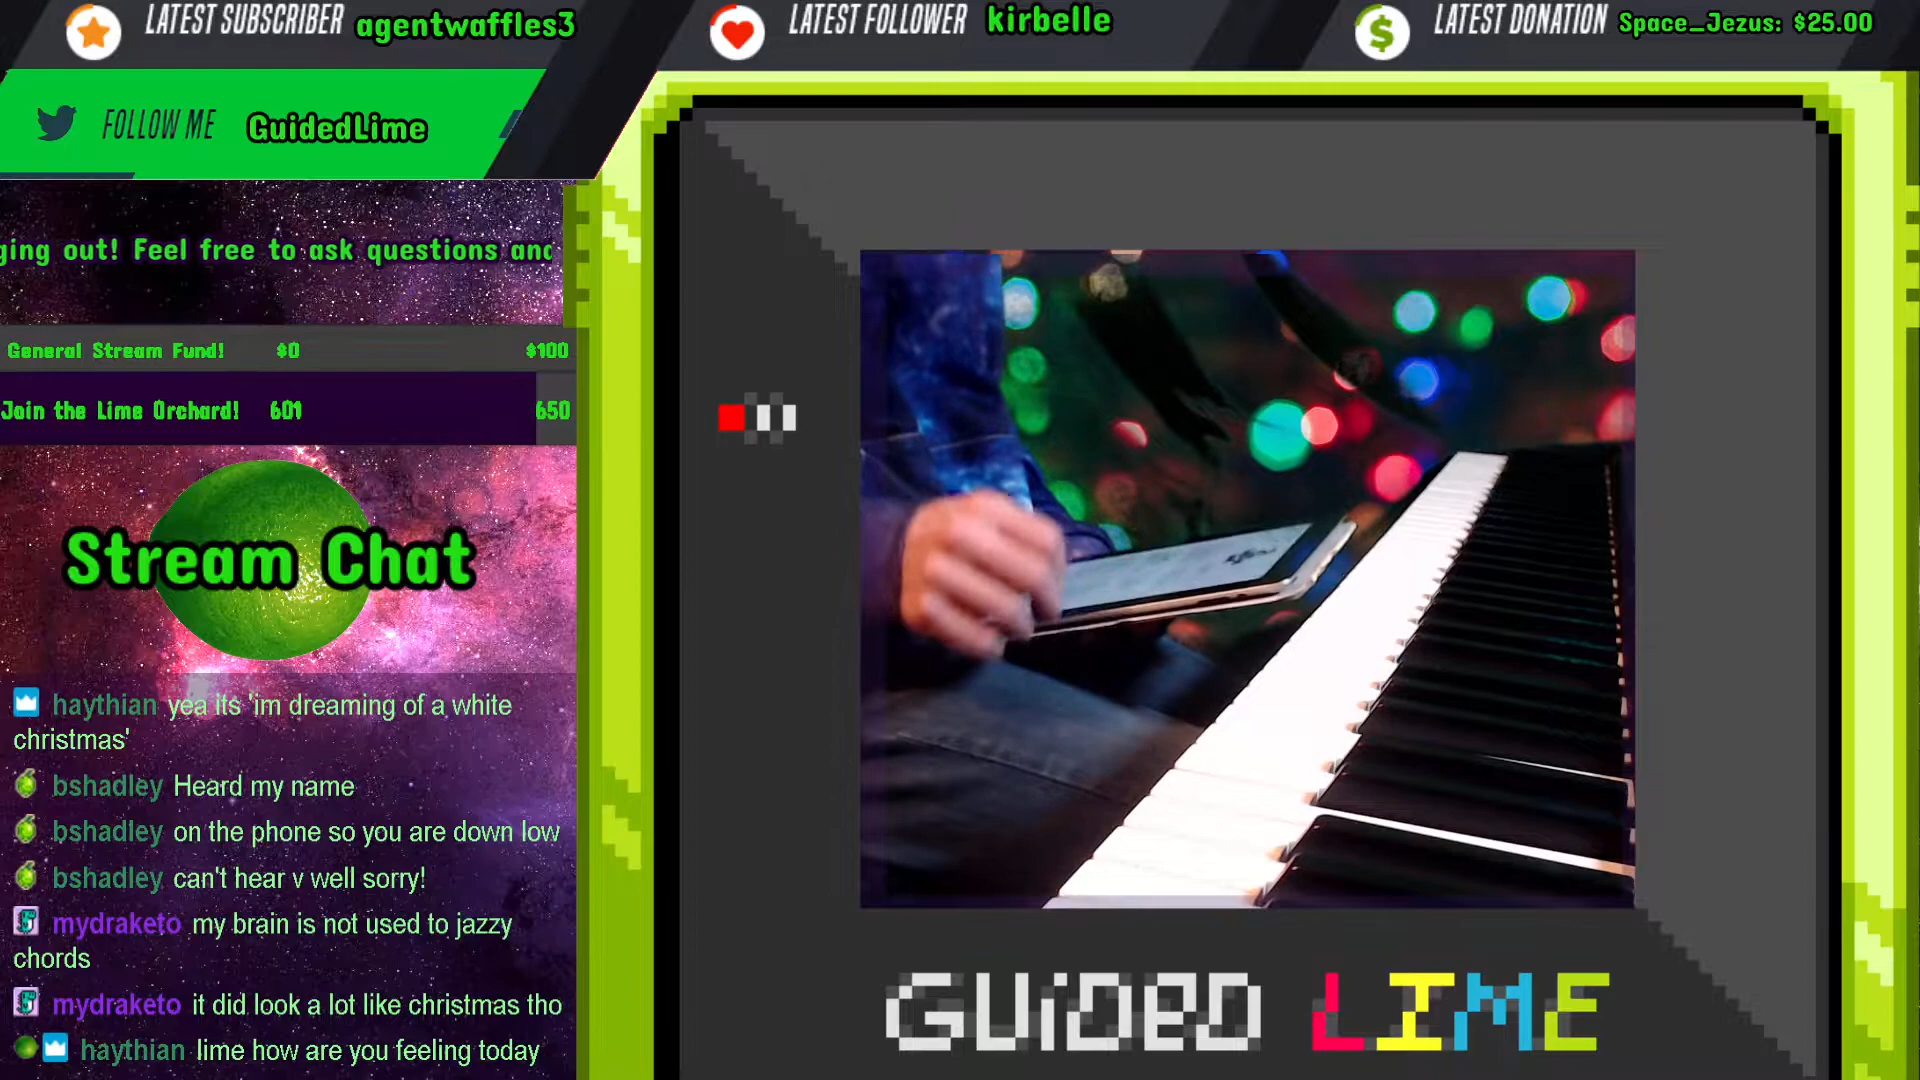 LATEST SUBSCRIBER agentwaffles3
LATEST FOLLOWER kirbelle
LATEST DONATION Space_Jezus: $25.00
FOLLOW ME GuidedLime
ging out! Feel free to ask questions and
General Stream Fund! $0 $100
Join the Lime Orchard! 601 650
Stream Chat
haythian yea its 'im dreaming of a white
christmas'
bshadley Heard my name
bshadley on the phone so you are down low
bshadley can't hear v well sorry!
mydraketo my brain is not used to jazzy
chords
mydraketo it did look a lot like christmas tho
haythian lime how are you feeling today
GUiDED LIME